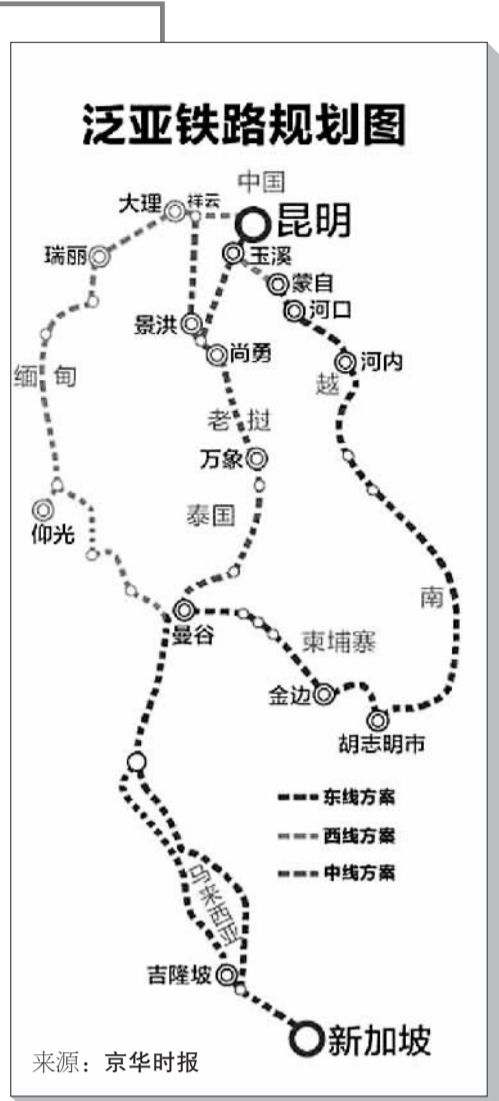 泛亚铁路规划图
中国
大理
祥云
昆明
瑞丽
玉溪
蒙自
河口
景洪
尚勇
河内
缅甸
越
老挝
万象
泰国
仰光
南
曼谷
柬埔寨
金边
胡志明市
东线方案
西线方案
中线方案
马来西亚
吉隆坡
新加坡
来源：京华时报